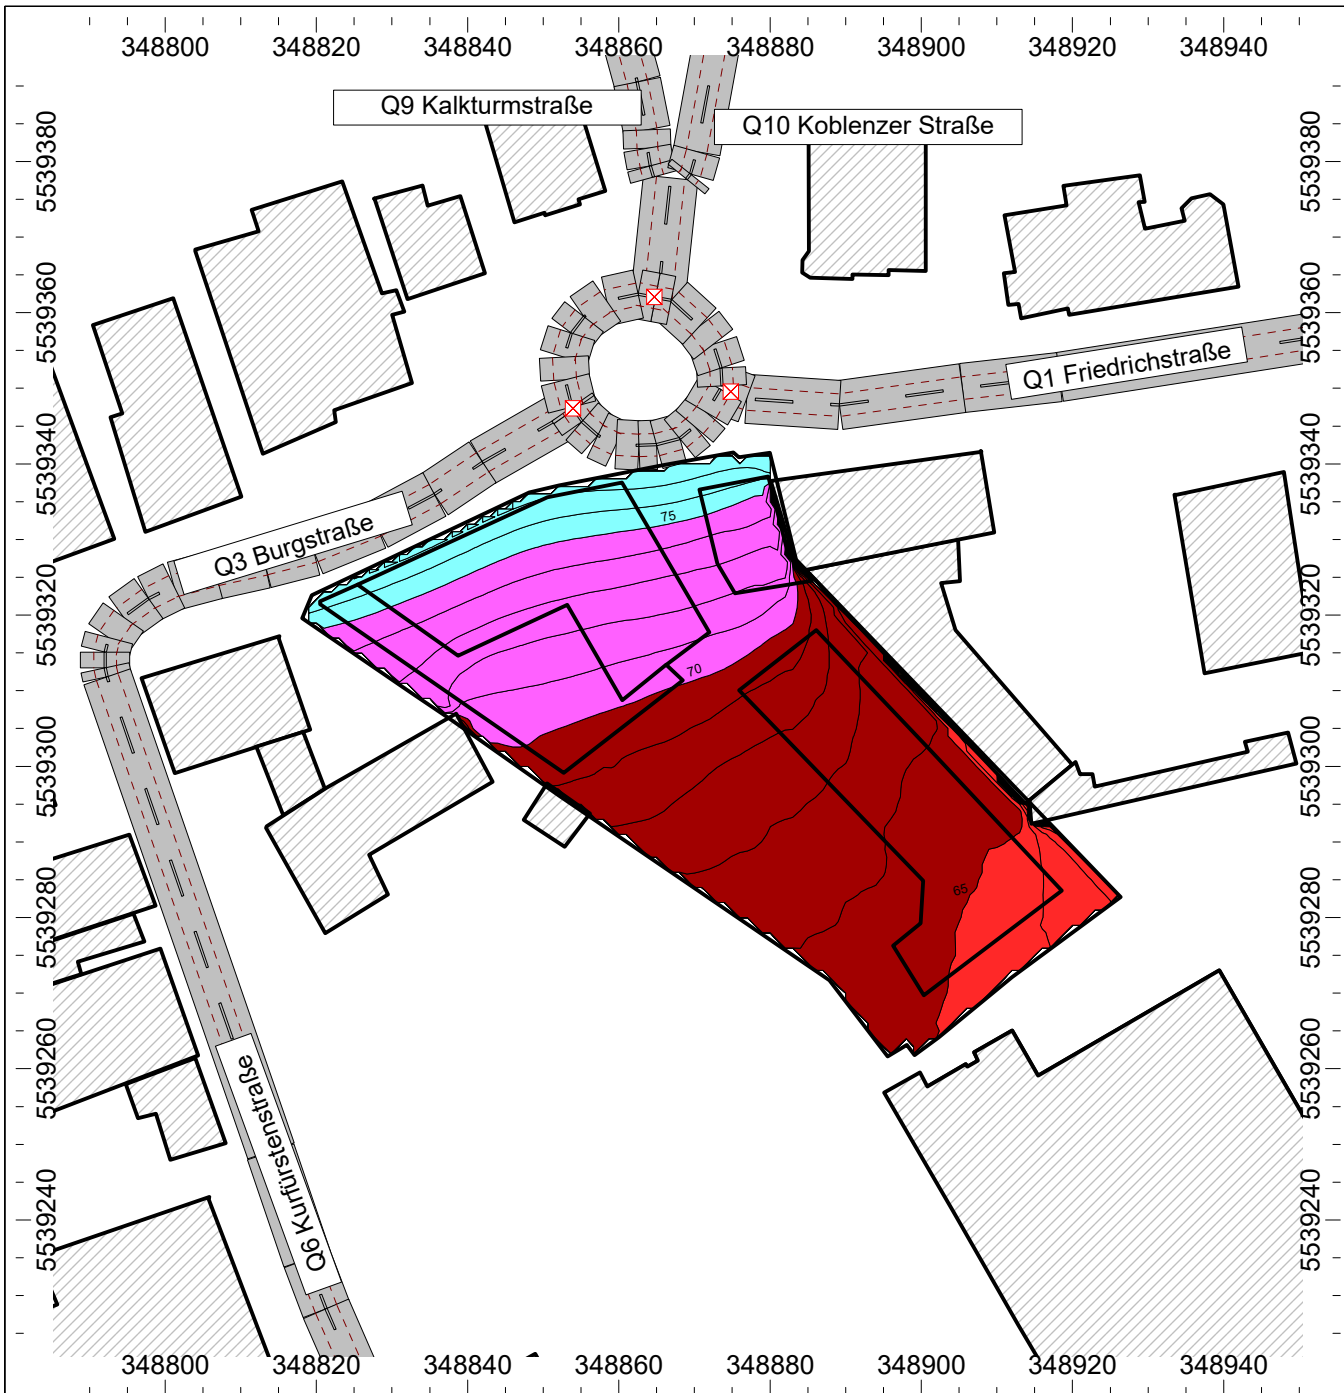 348800 348820 348840 348860 348880 348900 348920 348940
Q9 Kalkturmstraße
Q10 Koblenzer Straße
5539380 5539380
5539360 5539360
Q1 Friedrichstraße
5539340 5539340
75
Q3 Burgstraße
5539320 5539320
70
5539300 5539300
65
5539280 5539280
5539260 5539260
Q6 Kurfürstenstraße
5539240 5539240
348800 348820 348840 348860 348880 348900 348920 348940